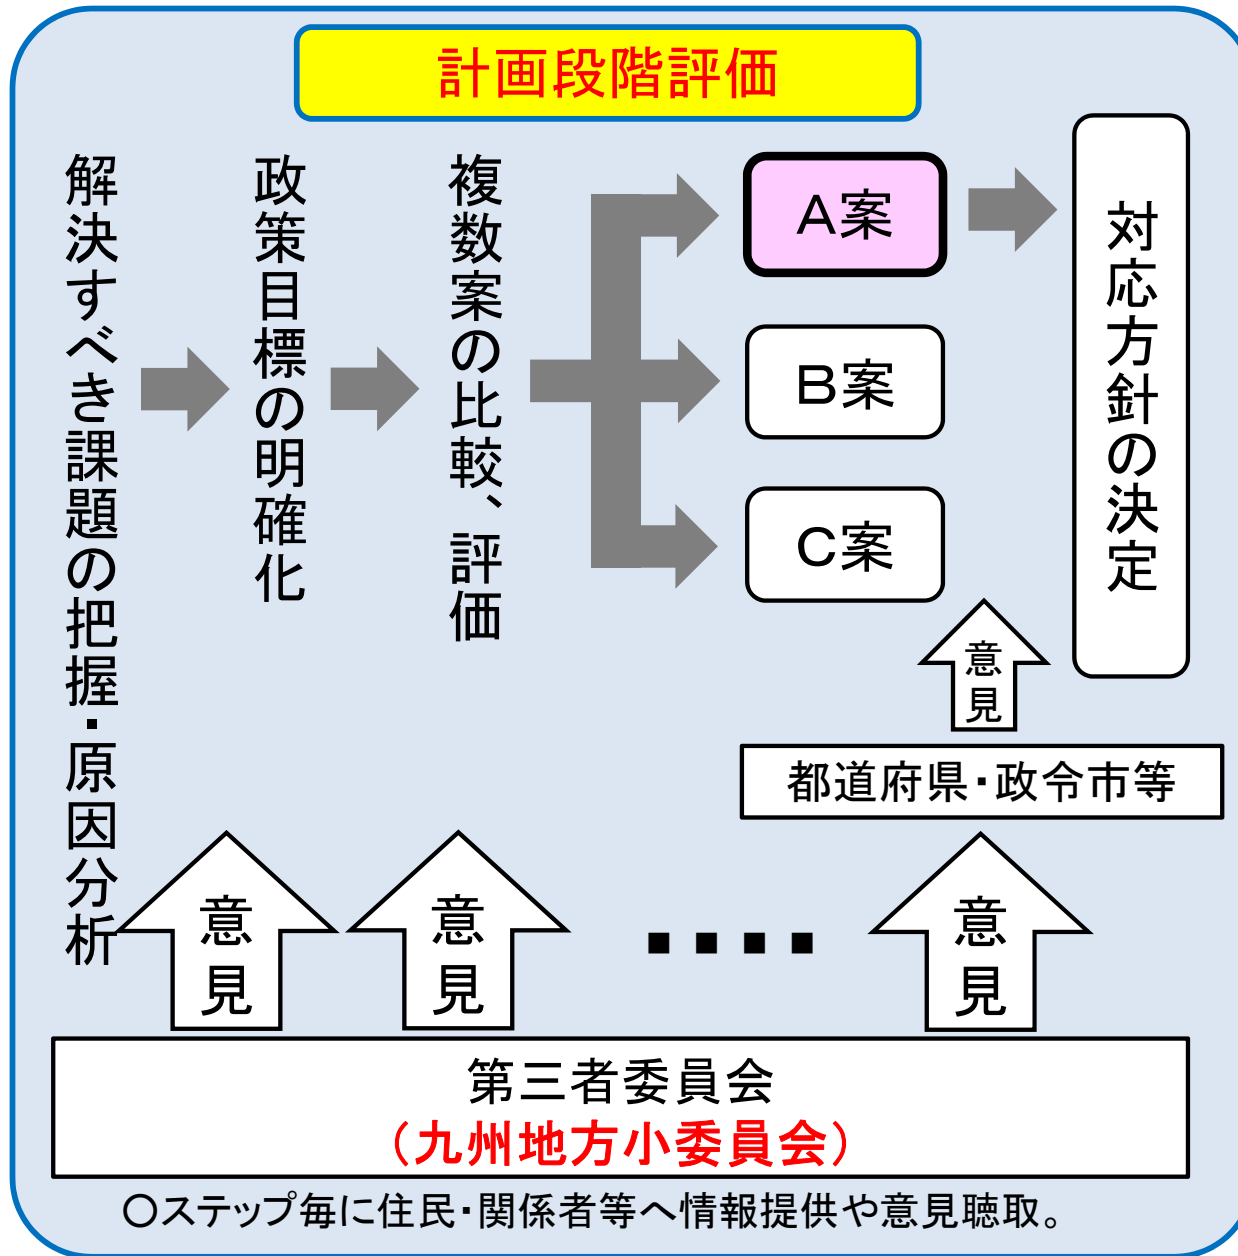 計画段階評価
解決すべき課題の把握・原因分析
政策目標の明確化
複数案の比較、評価
A案
B案
C案
対応方針の決定
意見
都道府県・政令市等
意見
意見
・・・・
意見
第三者委員会
（九州地方小委員会）
○ステップ毎に住民・関係者等へ情報提供や意見聴取。